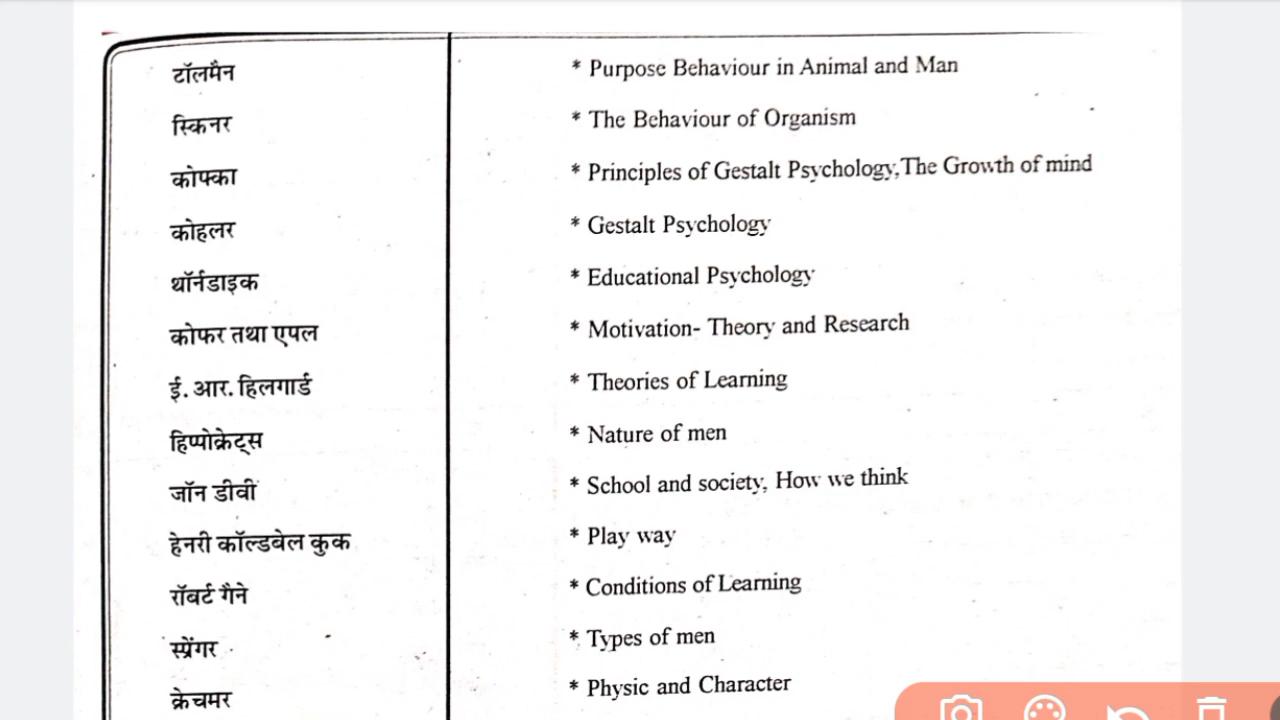 टॉलमैन * Purpose Behaviour in Animal and Man
स्किनर * The Behaviour of Organism
कोफ्का * Principles of Gestalt Psychology,The Growth of mind
कोहलर * Gestalt Psychology
थॉर्नडाइक * Educational Psychology
कोफर तथा एपल * Motivation- Theory and Research
ई. आर. हिलगार्ड * Theories of Learning
हिप्पोक्रेट्स * Nature of men
जॉन डीवी * School and society, How we think
हेनरी कॉल्डबेल कुक * Play way
रॉबर्ट गैने * Conditions of Learning
स्प्रेंगर * Types of men
क्रेचमर * Physic and Character